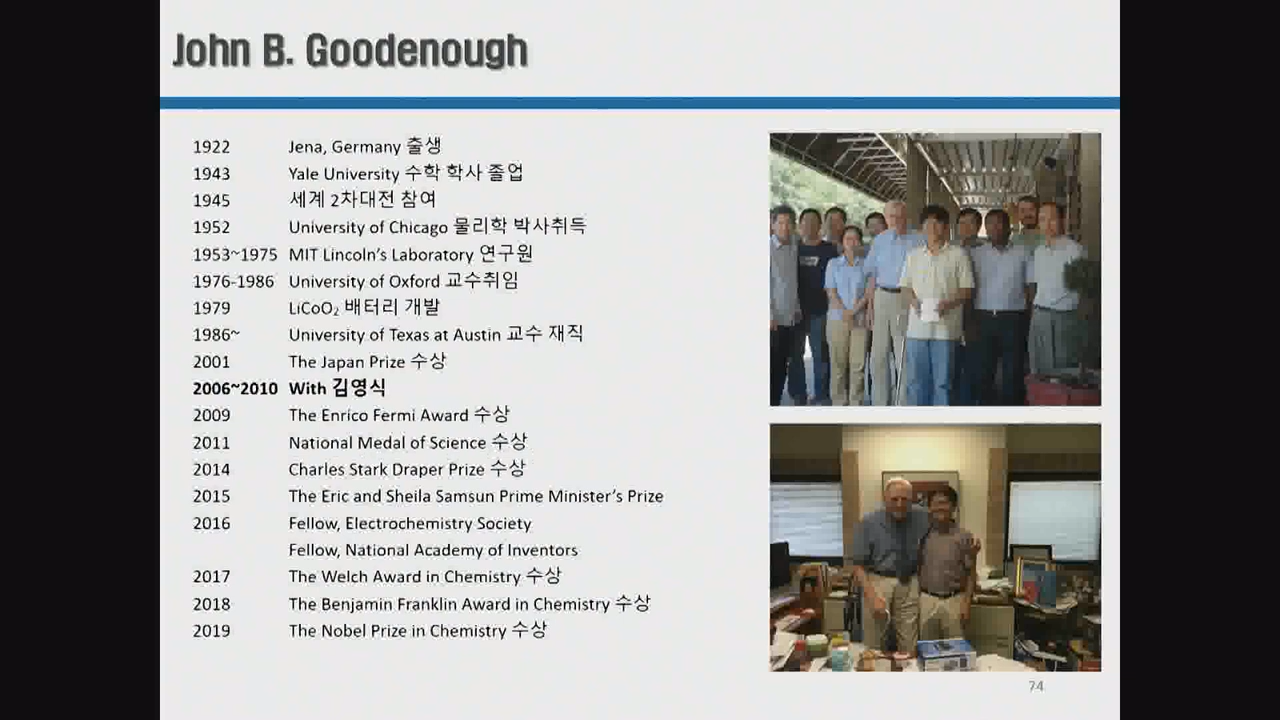 John B. Goodenough
1922 Jena, Germany 출생
1943 Yale University 수학 학사 졸업
1945 세계 2차대전 참여
1952 University of Chicago 물리학 박사취득
1953~1975 MIT Lincoln’s Laboratory 연구원
1976-1986 University of Oxford 교수취임
1979 LiCoO₂ 배터리 개발
1986~ University of Texas at Austin 교수 재직
2001 The Japan Prize 수상
2006~2010 With 김영식
2009 The Enrico Fermi Award 수상
2011 National Medal of Science 수상
2014 Charles Stark Draper Prize 수상
2015 The Eric and Sheila Samsun Prime Minister’s Prize
2016 Fellow, Electrochemistry Society
Fellow, National Academy of Inventors
2017 The Welch Award in Chemistry 수상
2018 The Benjamin Franklin Award in Chemistry 수상
2019 The Nobel Prize in Chemistry 수상
74